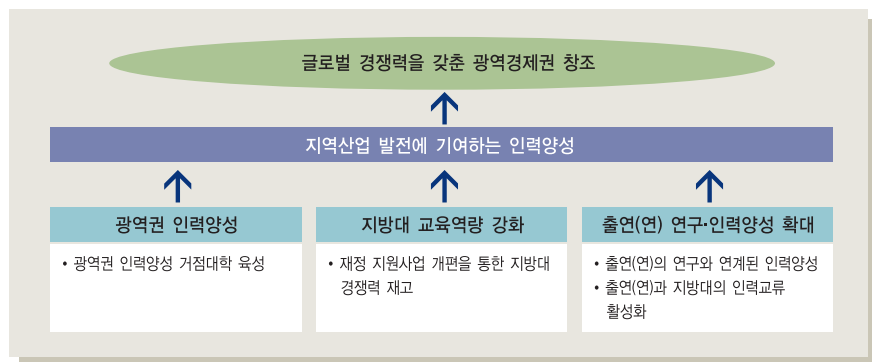 글로벌 경쟁력을 갖춘 광역경제권 창조
지역산업 발전에 기여하는 인력양성
광역권 인력양성
• 광역권 인력양성 거점대학 육성
지방대 교육역량 강화
• 재정 지원사업 개편을 통한 지방대
경쟁력 재고
출연(연) 연구·인력양성 확대
• 출연(연)의 연구와 연계된 인력양성
• 출연(연)과 지방대의 인력교류
활성화